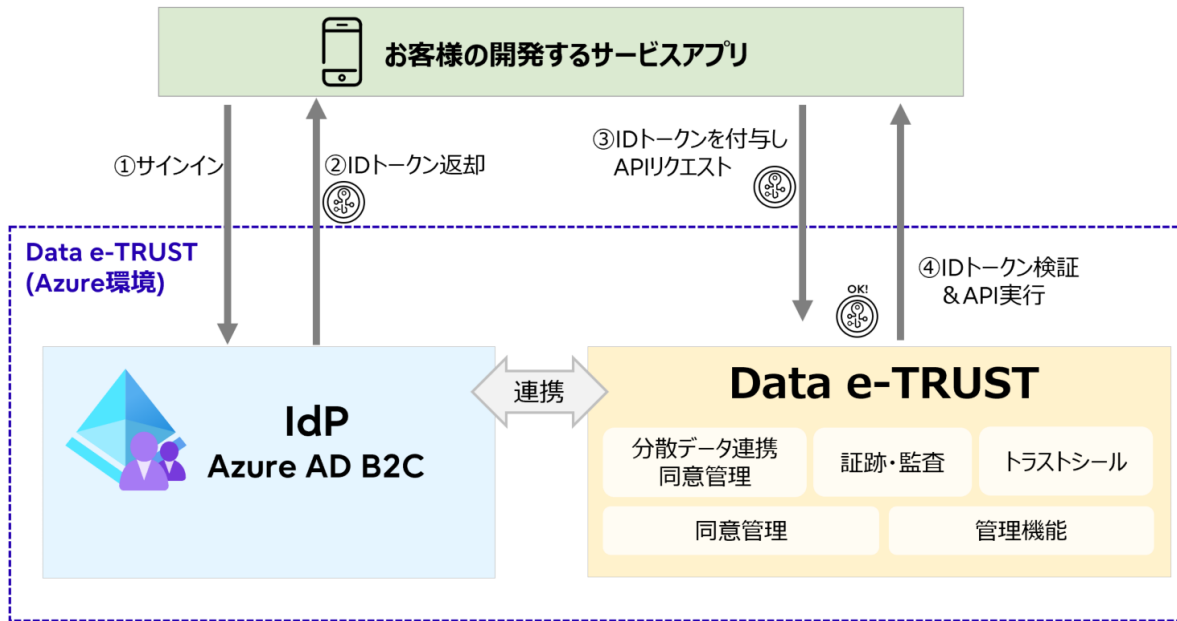 お客様の開発するサービスアプリ
①サインイン
②IDトークン返却
③IDトークンを付与し
APIリクエスト
Data e-TRUST
(Azure環境)
OK!
④IDトークン検証
＆API実行
IdP
Azure AD B2C
連携
Data e-TRUST
分散データ連携
同意管理
証跡・監査
トラストシール
同意管理
管理機能